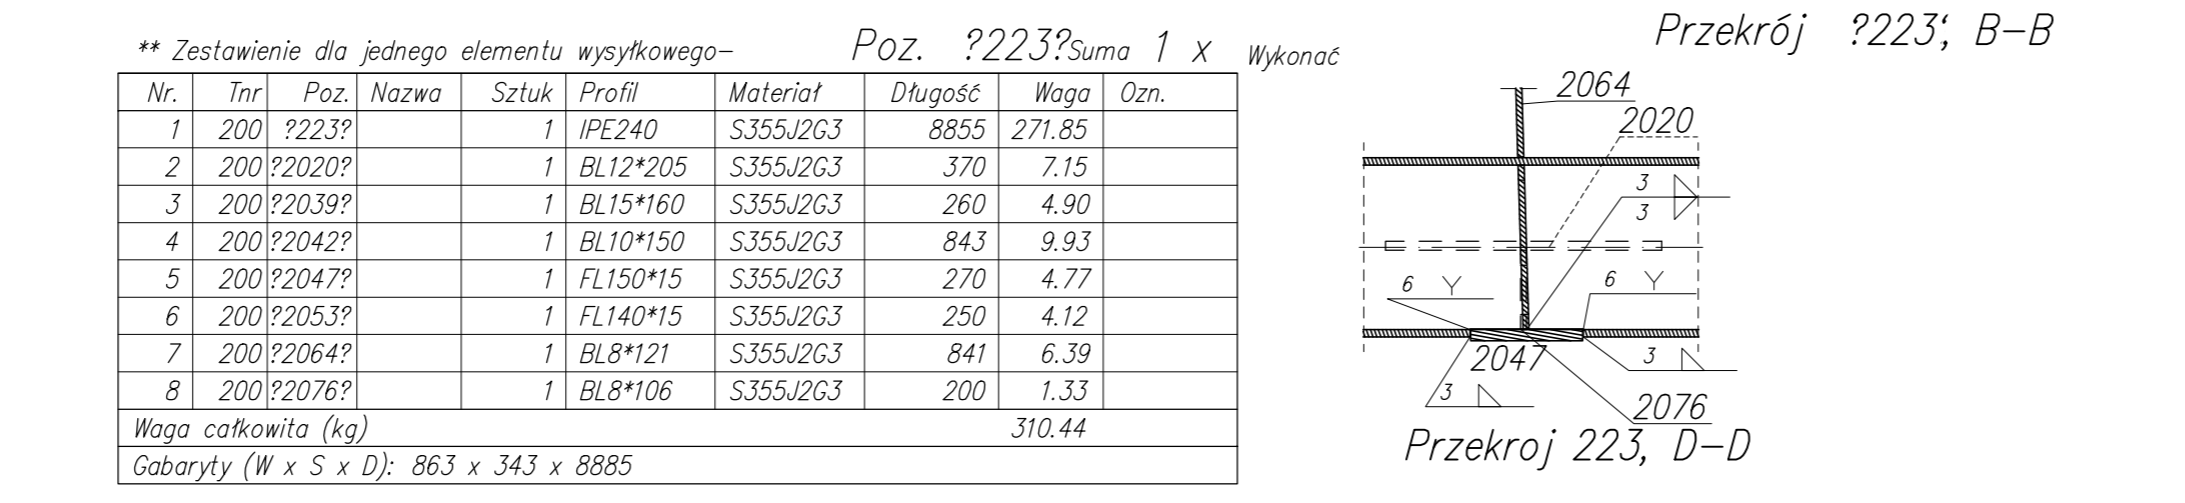 ** Zestawienie dla jednego elementu wysyłkowego– Poz. ?223? Suma 1 x Wykonać
Nr. Tnr Poz. Nazwa Sztuk Profil Materiał Długość Waga Ozn.
1 200 ?223? 1 IPE240 S355J2G3 8855 271.85
2 200 ?2020? 1 BL12*205 S355J2G3 370 7.15
3 200 ?2039? 1 BL15*160 S355J2G3 260 4.90
4 200 ?2042? 1 BL10*150 S355J2G3 843 9.93
5 200 ?2047? 1 FL150*15 S355J2G3 270 4.77
6 200 ?2053? 1 FL140*15 S355J2G3 250 4.12
7 200 ?2064? 1 BL8*121 S355J2G3 841 6.39
8 200 ?2076? 1 BL8*106 S355J2G3 200 1.33
Waga całkowita (kg) 310.44
Gabaryty (W x S x D): 863 x 343 x 8885
Przekrój ?223‘, B–B
2064
2020
3
3
6 Y
6 Y
2047
3
3
2076
Przekroj 223, D–D